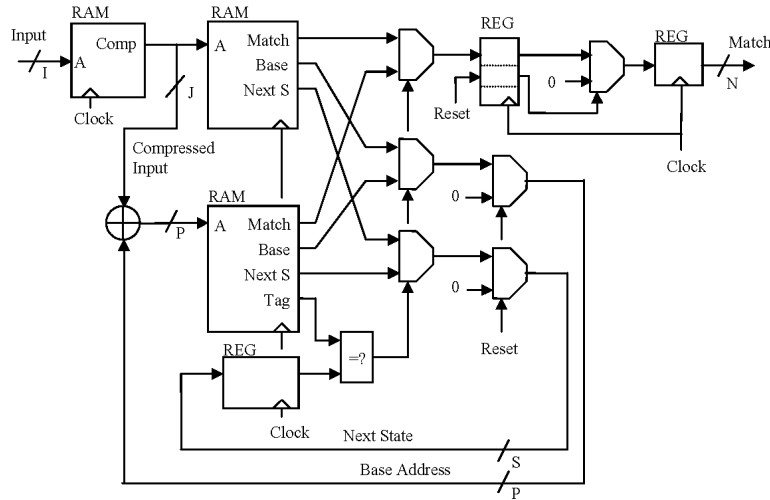 RAM
Input
I
A
Comp
Clock
J
Compressed
Input
RAM
A
Match
Base
Next S
RAM
A
Match
Base
Next S
Tag
P
REG
Clock
=?
REG
Reset
0
REG
Match
N
Clock
0
0
Reset
Next State
S
Base Address
P